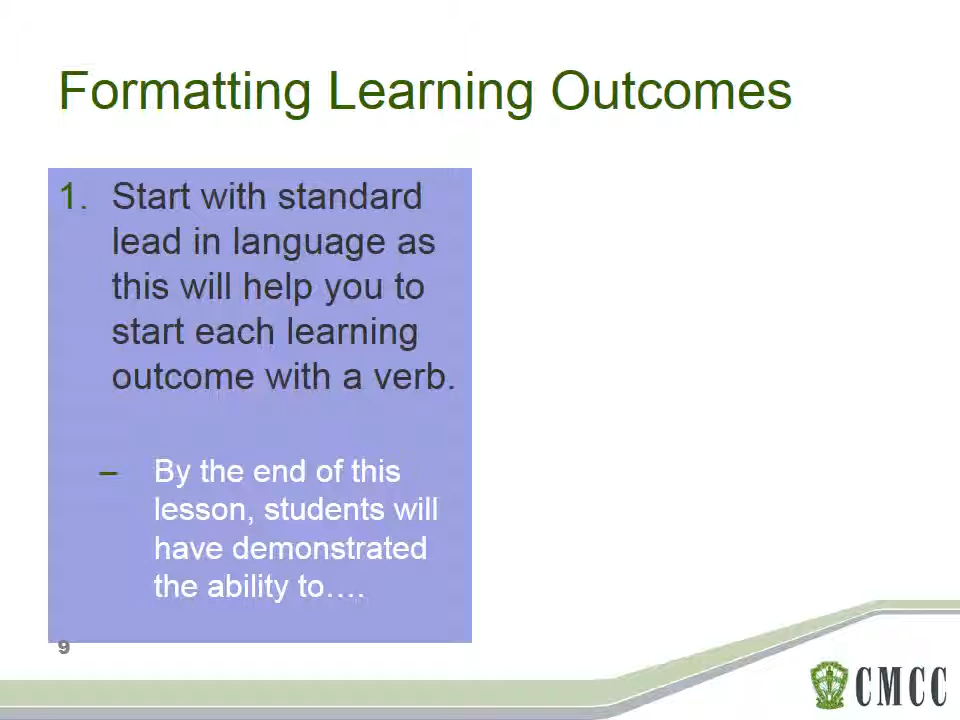 Formatting Learning Outcomes
1. Start with standard
lead in language as
this will help you to
start each learning
outcome with a verb.
– By the end of this
lesson, students will
have demonstrated
the ability to….
9
CMCC